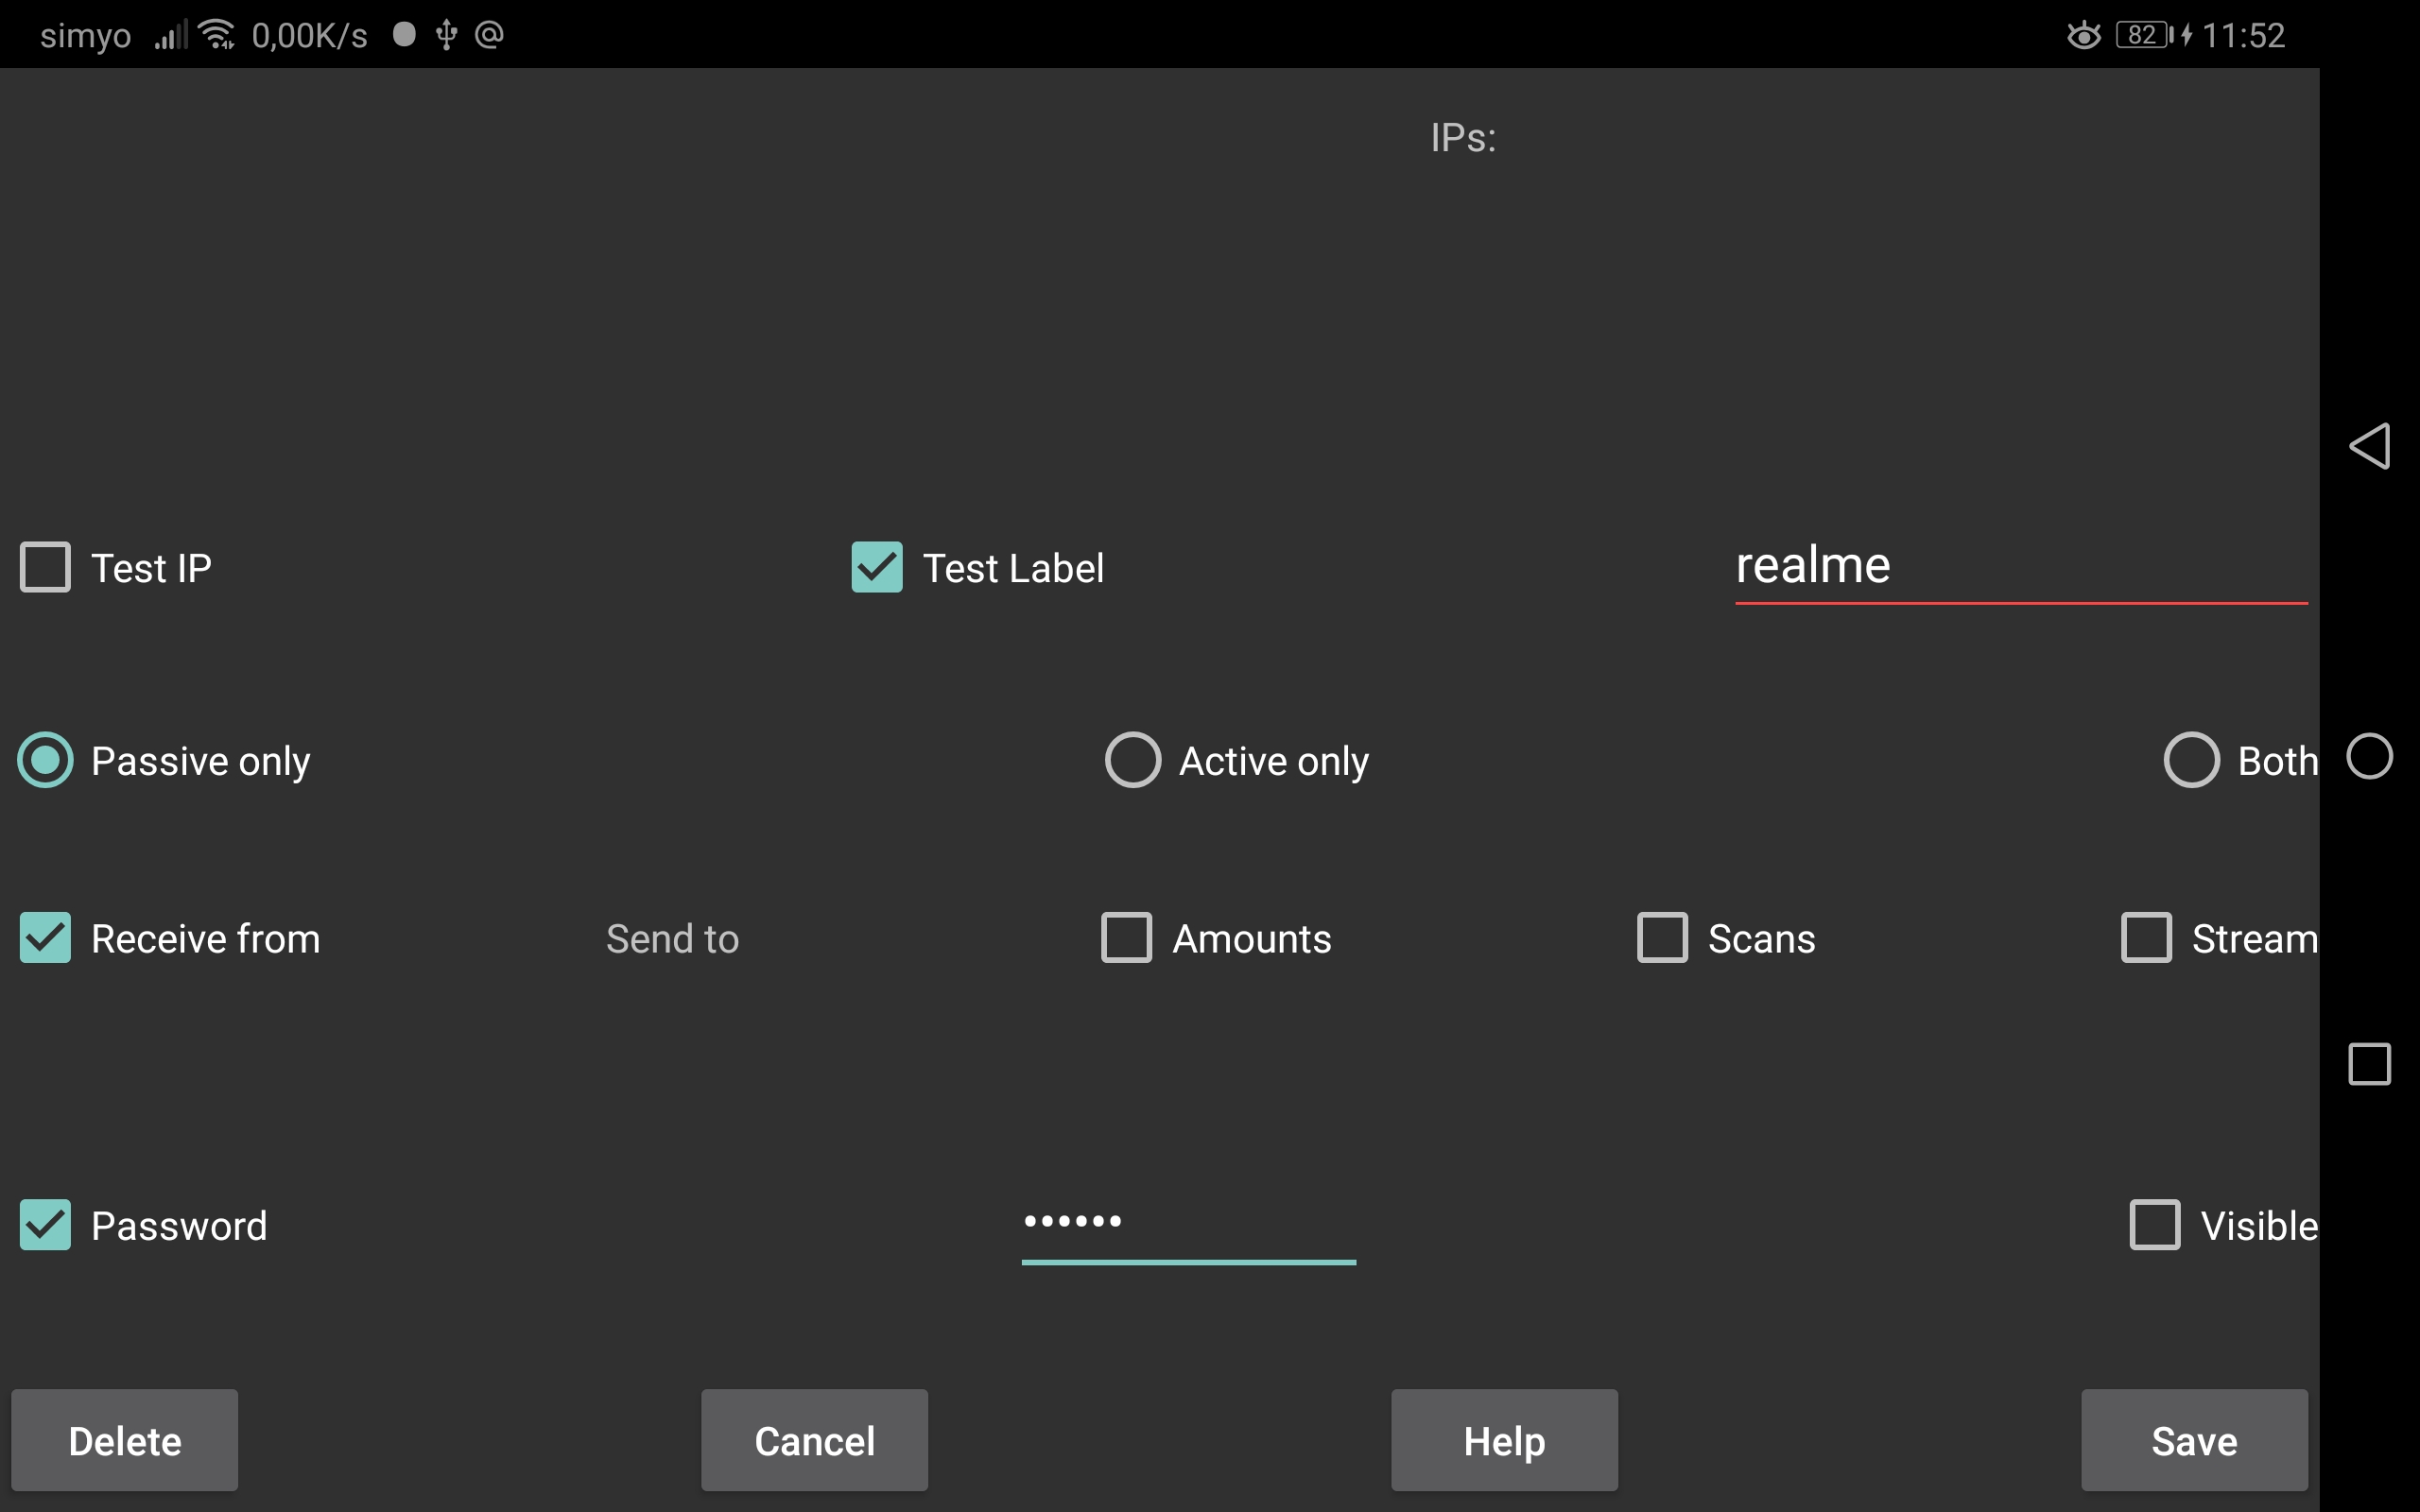 simyo 0,00K/s 82 11:52
IPs:
Test IP Test Label realme
Passive only Active only Both
Receive from Send to Amounts Scans Stream
Password •••••• Visible
Delete Cancel Help Save